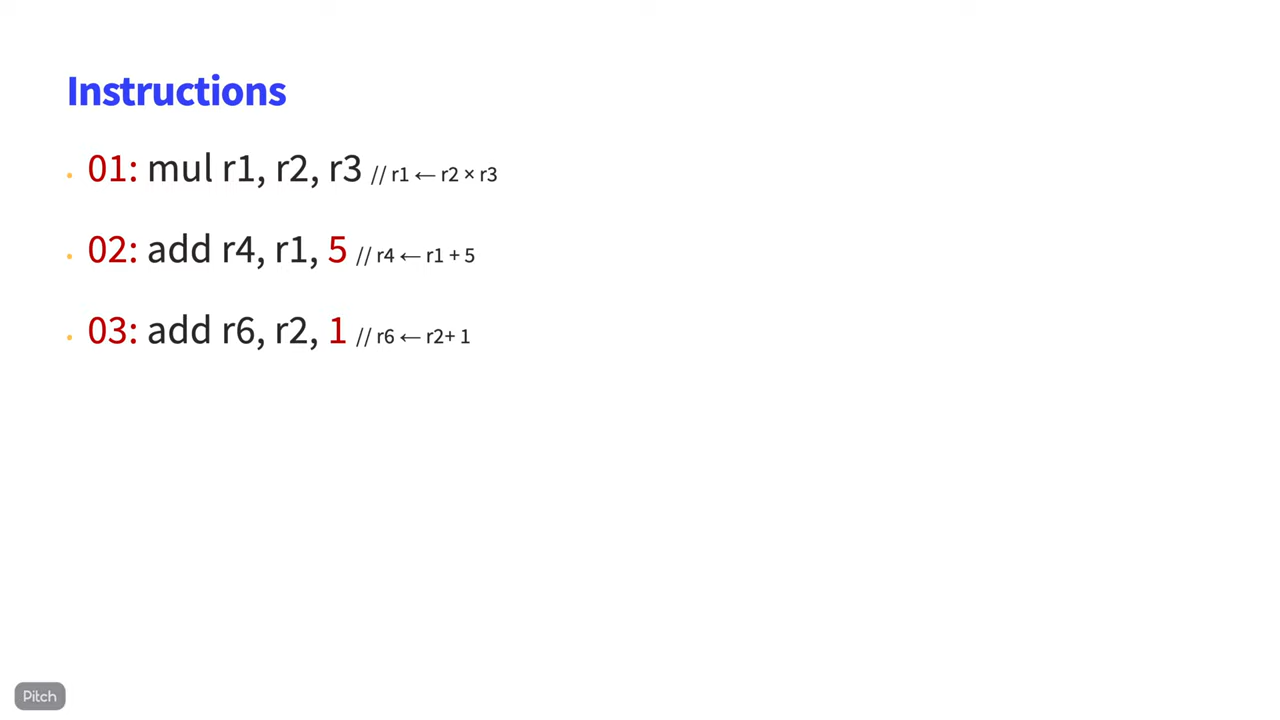 Instructions
• 01: mul r1, r2, r3 // r1 ← r2 × r3
• 02: add r4, r1, 5 // r4 ← r1 + 5
• 03: add r6, r2, 1 // r6 ← r2+ 1
Pitch